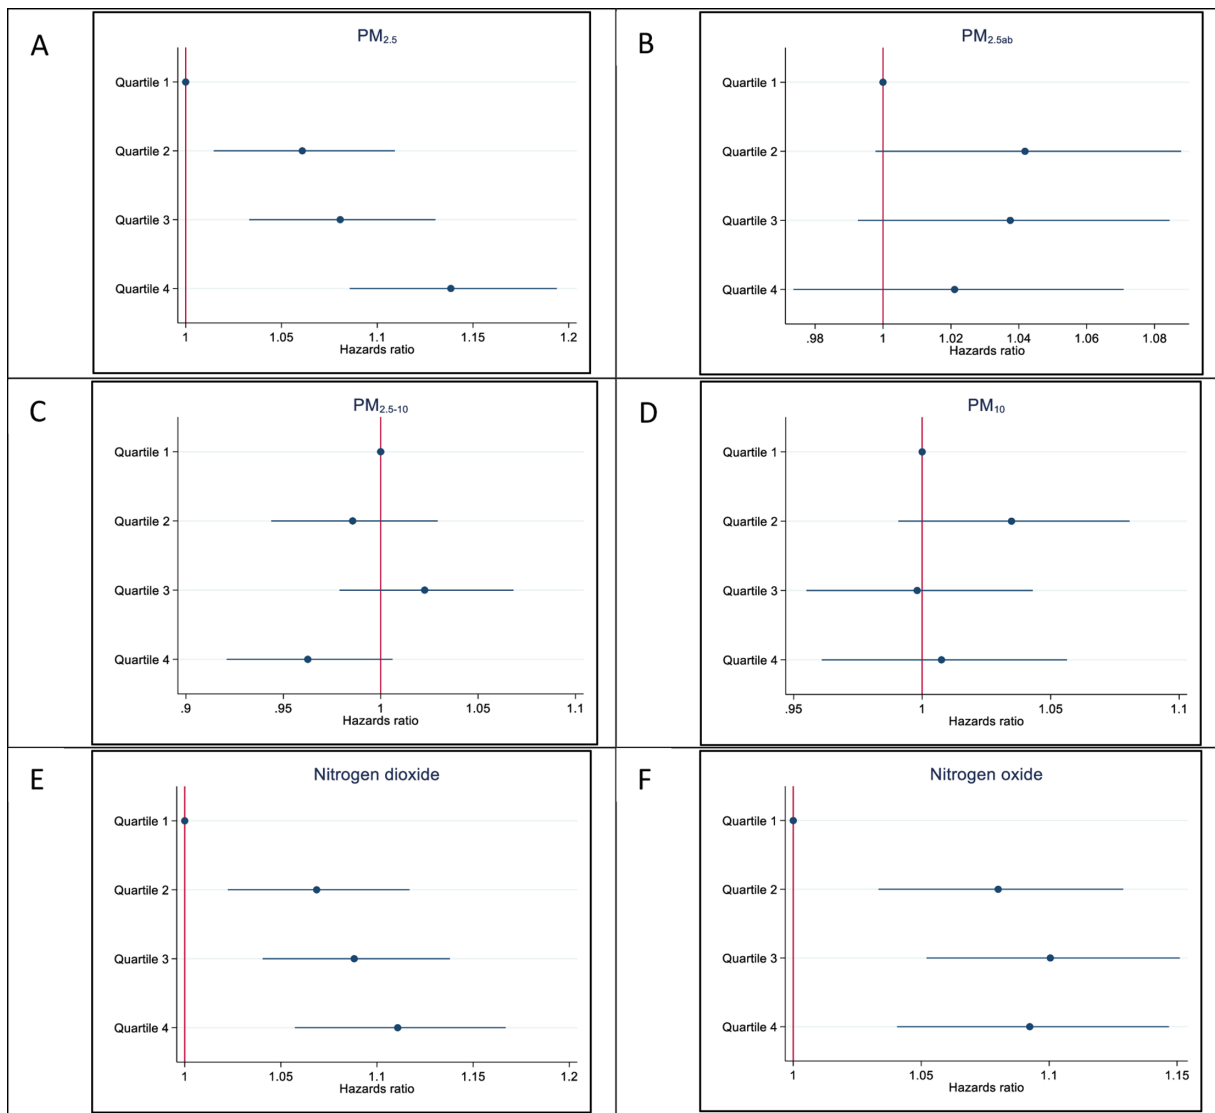 A
PM2.5
Quartile 1
Quartile 2
Quartile 3
Quartile 4
1 1.05 1.1 1.15 1.2
Hazards ratio
B
PM2.5ab
Quartile 1
Quartile 2
Quartile 3
Quartile 4
.98 1 1.02 1.04 1.06 1.08
Hazards ratio
C
PM2.5-10
Quartile 1
Quartile 2
Quartile 3
Quartile 4
.9 .95 1 1.05 1.1
Hazards ratio
D
PM10
Quartile 1
Quartile 2
Quartile 3
Quartile 4
.95 1 1.05 1.1
Hazards ratio
E
Nitrogen dioxide
Quartile 1
Quartile 2
Quartile 3
Quartile 4
1 1.05 1.1 1.15 1.2
Hazards ratio
F
Nitrogen oxide
Quartile 1
Quartile 2
Quartile 3
Quartile 4
1 1.05 1.1 1.15
Hazards ratio